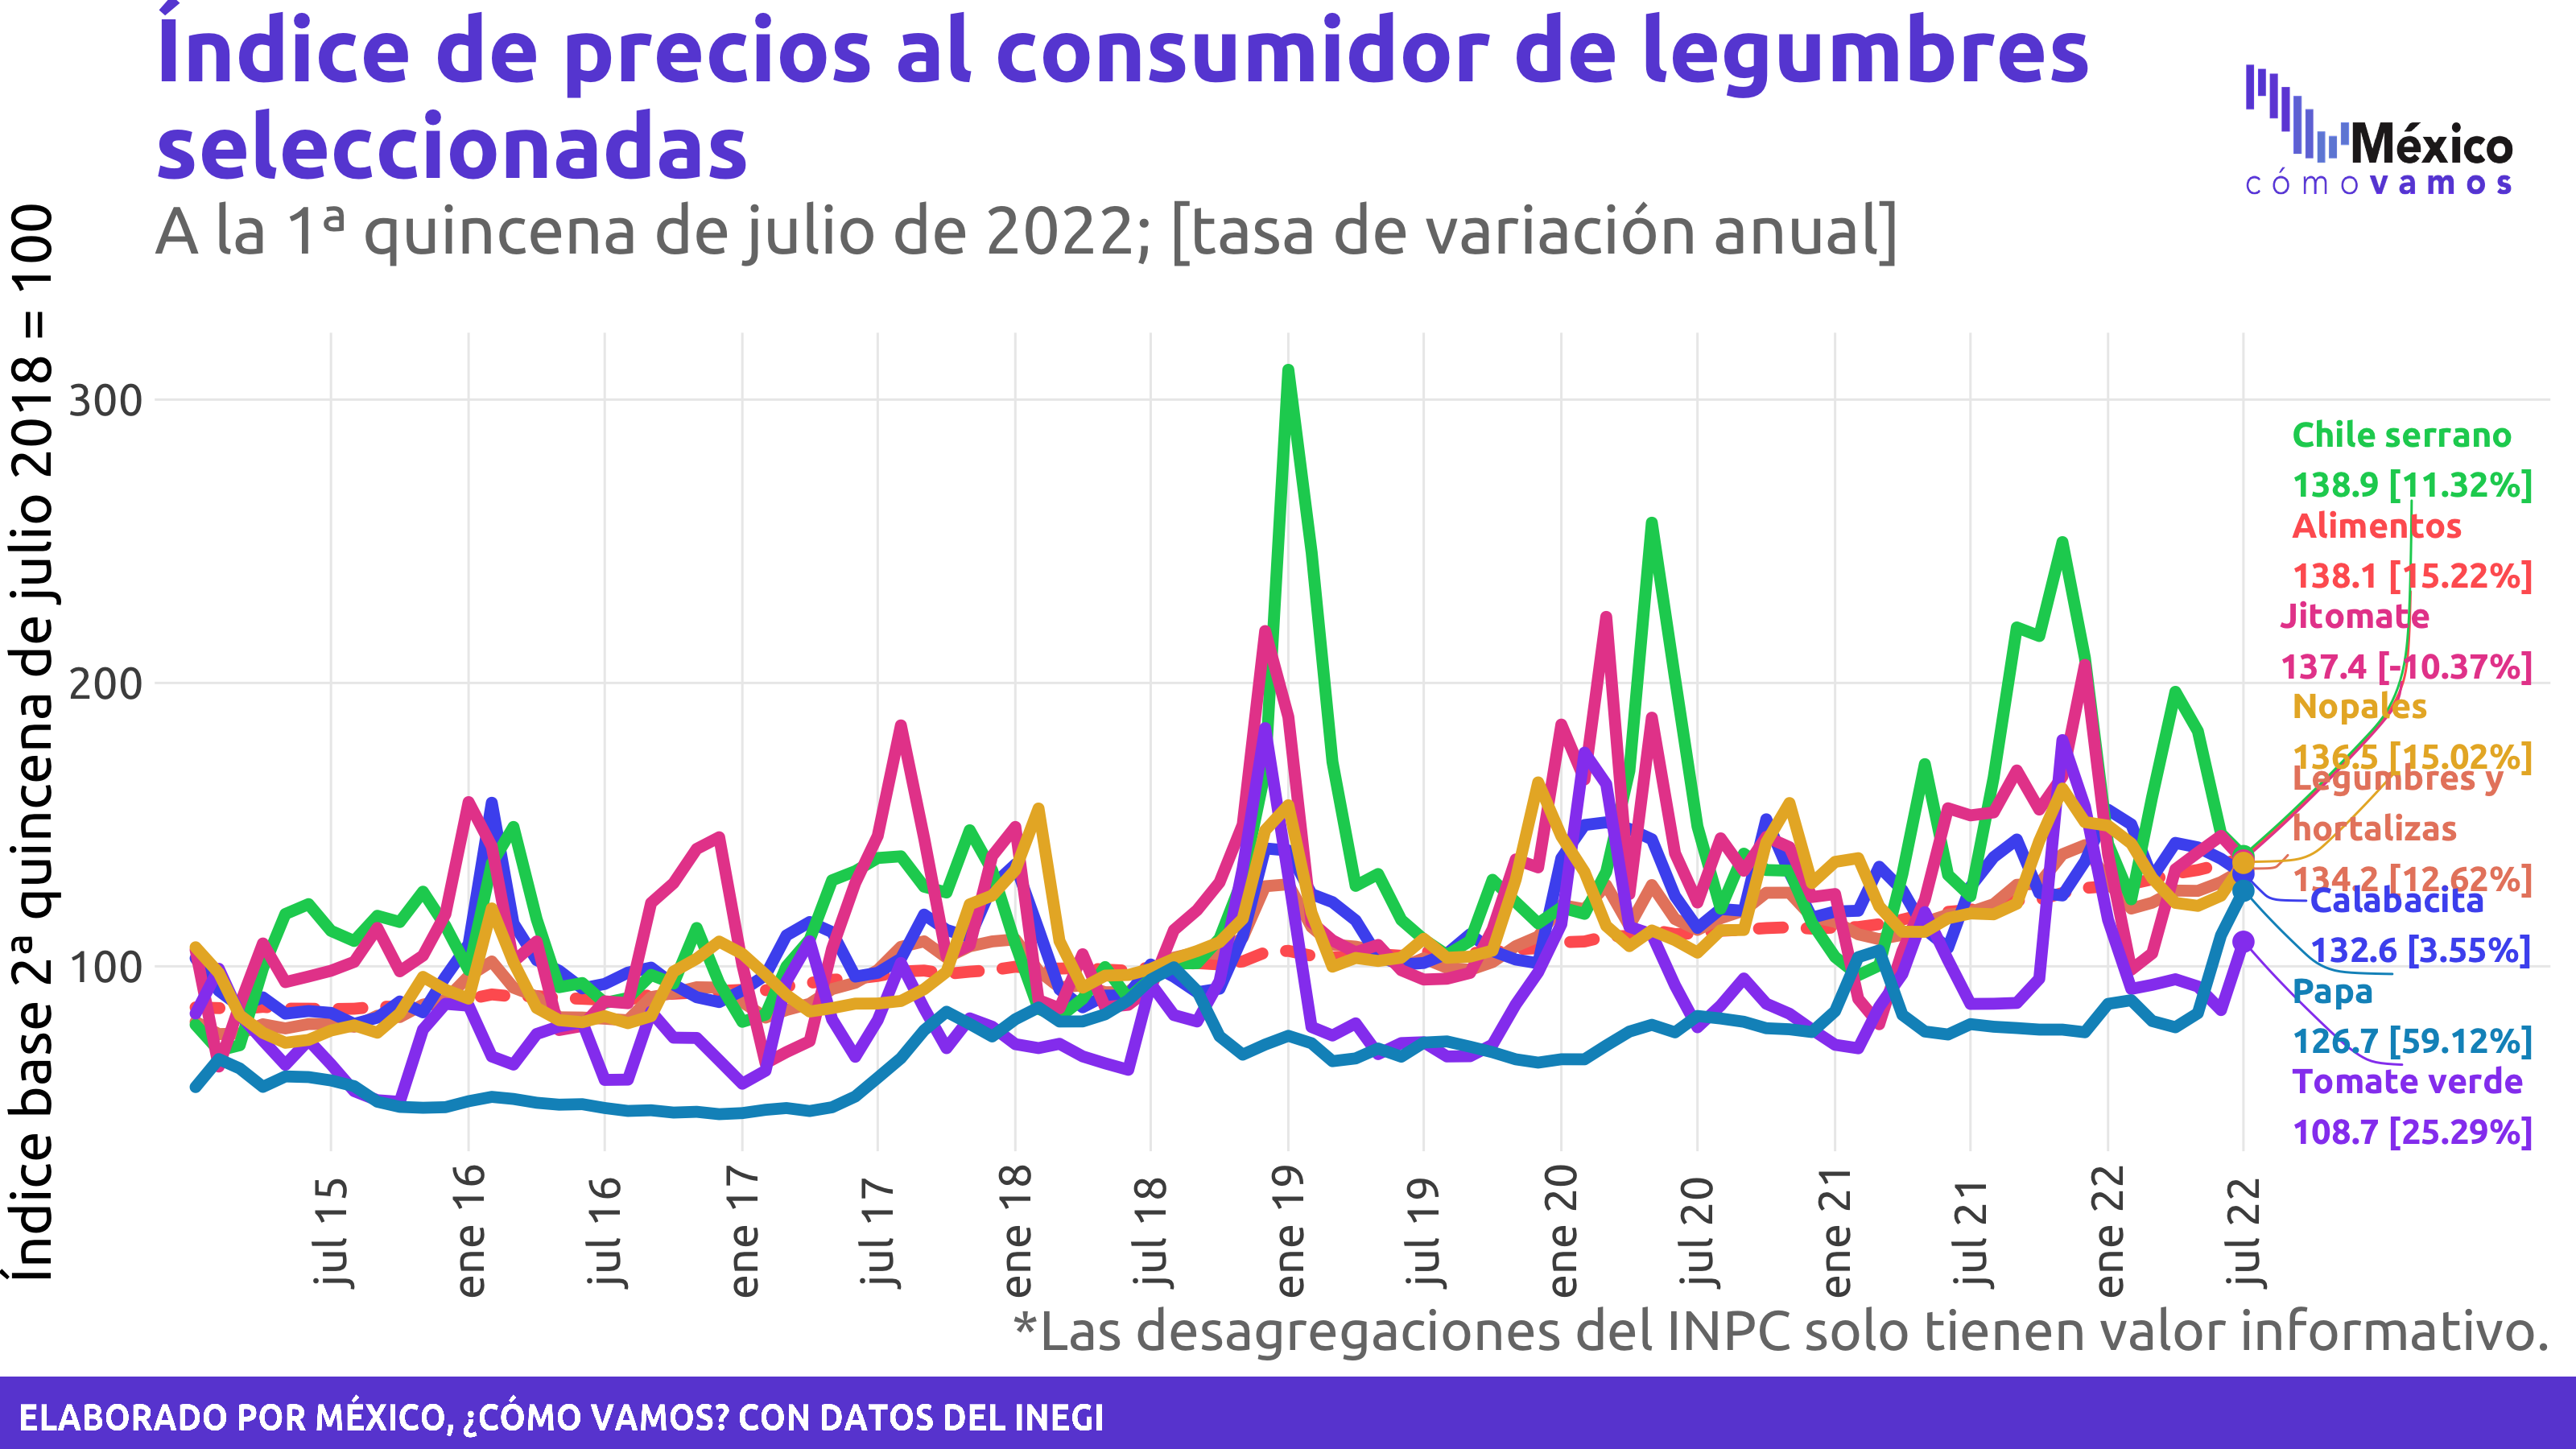 Índice de precios al consumidor de legumbres
seleccionadas
A la 1ª quincena de julio de 2022; [tasa de variación anual]
México
cómovamos
Índice base 2ª quincena de julio 2018 = 100
300
200
100
Chile serrano
138.9 [11.32%]
Alimentos
138.1 [15.22%]
Jitomate
137.4 [-10.37%]
Nopales
136.5 [15.02%]
Legumbres y
hortalizas
134.2 [12.62%]
Calabacita
132.6 [3.55%]
Papa
126.7 [59.12%]
Tomate verde
108.7 [25.29%]
jul 15
ene 16
jul 16
ene 17
jul 17
ene 18
jul 18
ene 19
jul 19
ene 20
jul 20
ene 21
jul 21
ene 22
jul 22
*Las desagregaciones del INPC solo tienen valor informativo.
ELABORADO POR MÉXICO, ¿CÓMO VAMOS? CON DATOS DEL INEGI